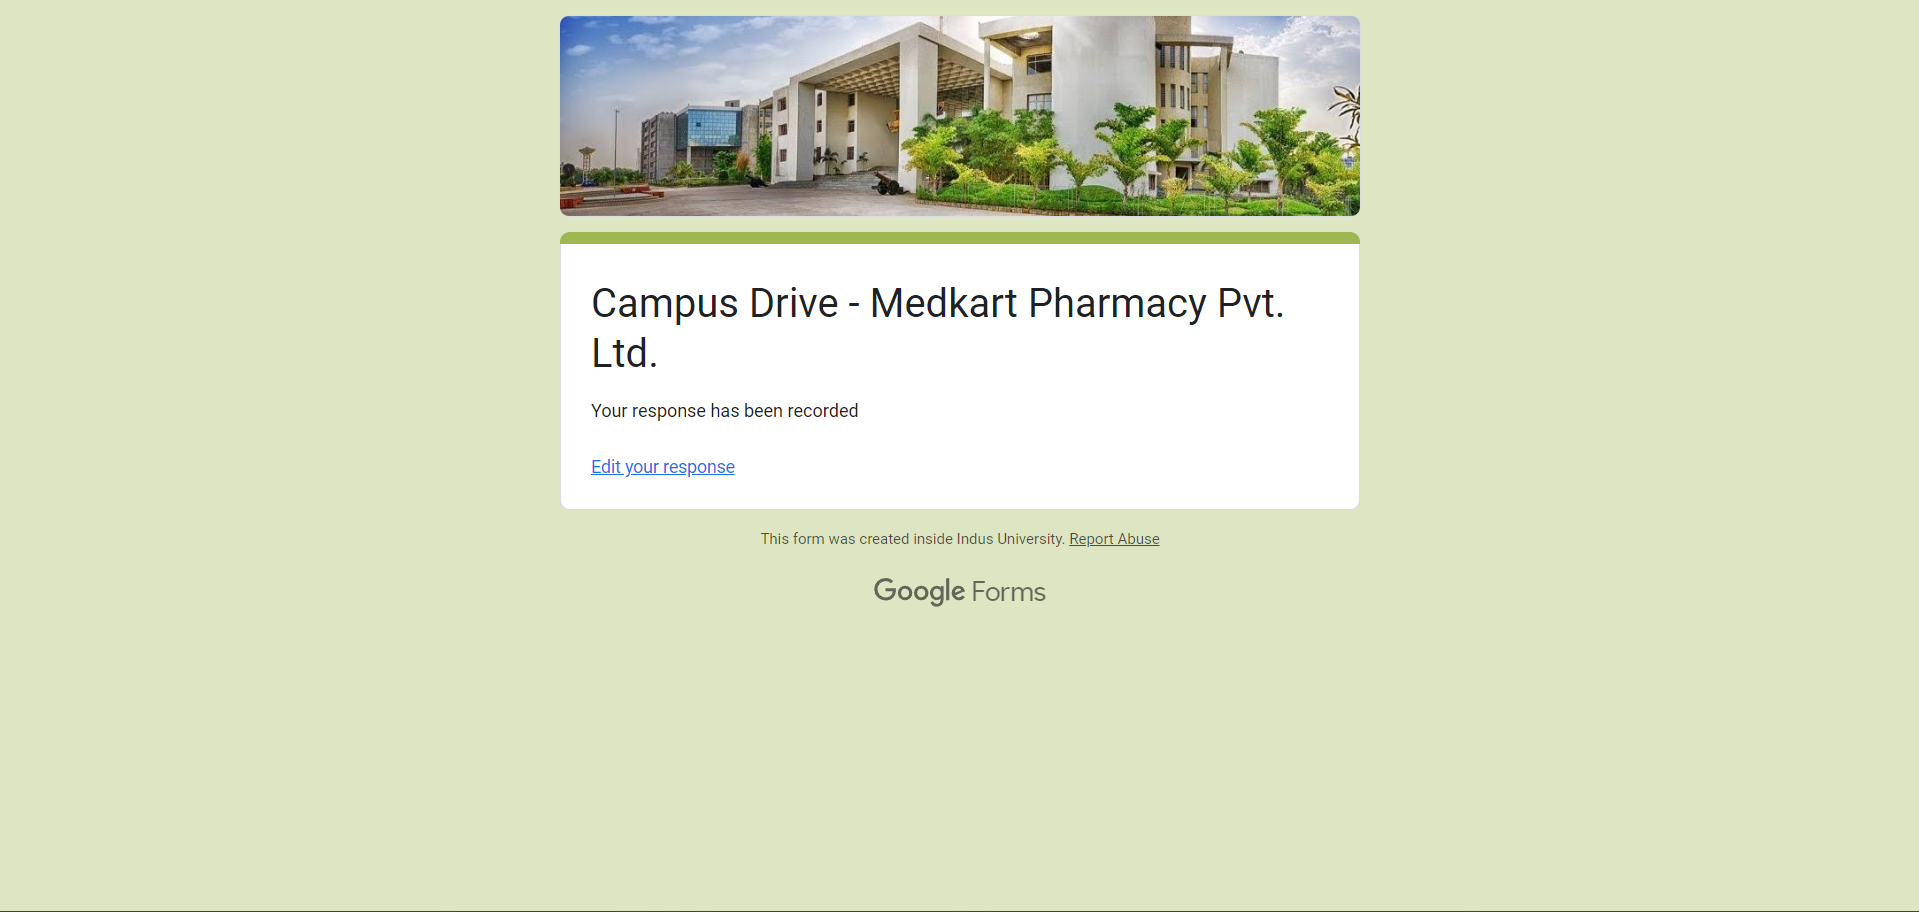 Campus Drive - Medkart Pharmacy Pvt.
Ltd.
Your response has been recorded
Edit your response
This form was created inside Indus University. Report Abuse
Google Forms